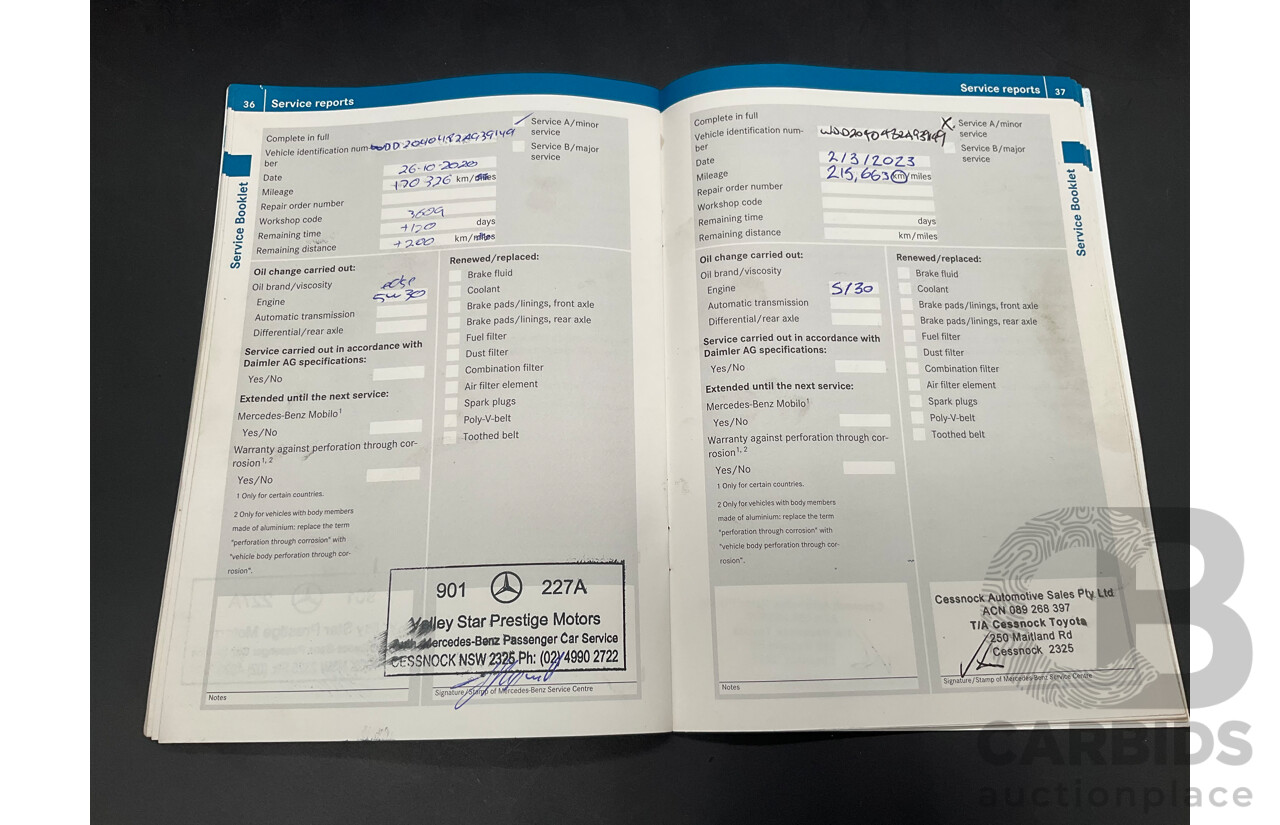 36 Service reports
Complete in full
Vehicle identification num-
ber
Date 26-10-2020
Mileage 170 326 km/miles
Repair order number
Workshop code
Remaining time +120 days
Remaining distance +200 km/miles
Service A/minor
service
Service B/major
service
Oil change carried out:
Oil brand/viscosity
Engine 5w30
Automatic transmission
Differential/rear axle
Service carried out in accordance with
Daimler AG specifications:
Yes/No
Extended until the next service:
Mercedes-Benz Mobilo¹
Yes/No
Warranty against perforation through cor-
rosion¹,²
Yes/No
1 Only for certain countries.
2 Only for vehicles with body members
made of aluminium: replace the term
"perforation through corrosion" with
"vehicle body perforation through cor-
rosion".
Renewed/replaced:
Brake fluid
Coolant
Brake pads/linings, front axle
Brake pads/linings, rear axle
Fuel filter
Dust filter
Combination filter
Air filter element
Spark plugs
Poly-V-belt
Toothed belt
901 227A
Valley Star Prestige Motors
Auth. Mercedes-Benz Passenger Car Service
CESSNOCK NSW 2325 Ph: (02) 4990 2722
Notes
Signature/Stamp of Mercedes-Benz Service Centre
Service Booklet
Service reports 37
Complete in full
Vehicle identification num-
ber
Date 2/3/2023
Mileage 215,663 km/miles
Repair order number
Workshop code
Remaining time days
Remaining distance km/miles
X Service A/minor
service
Service B/major
service
Oil change carried out:
Oil brand/viscosity
Engine 5/30
Automatic transmission
Differential/rear axle
Service carried out in accordance with
Daimler AG specifications:
Yes/No
Extended until the next service:
Mercedes-Benz Mobilo¹
Yes/No
Warranty against perforation through cor-
rosion¹,²
Yes/No
1 Only for certain countries.
2 Only for vehicles with body members
made of aluminium: replace the term
"perforation through corrosion" with
"vehicle body perforation through cor-
rosion".
Renewed/replaced:
Brake fluid
Coolant
Brake pads/linings, front axle
Brake pads/linings, rear axle
Fuel filter
Dust filter
Combination filter
Air filter element
Spark plugs
Poly-V-belt
Toothed belt
Cessnock Automotive Sales Pty Ltd
ACN 089 268 397
T/A Cessnock Toyota
250 Maitland Rd
Cessnock 2325
Notes
Signature/Stamp of Mercedes-Benz Service Centre
Service Booklet
CARBIDS
auctionplace